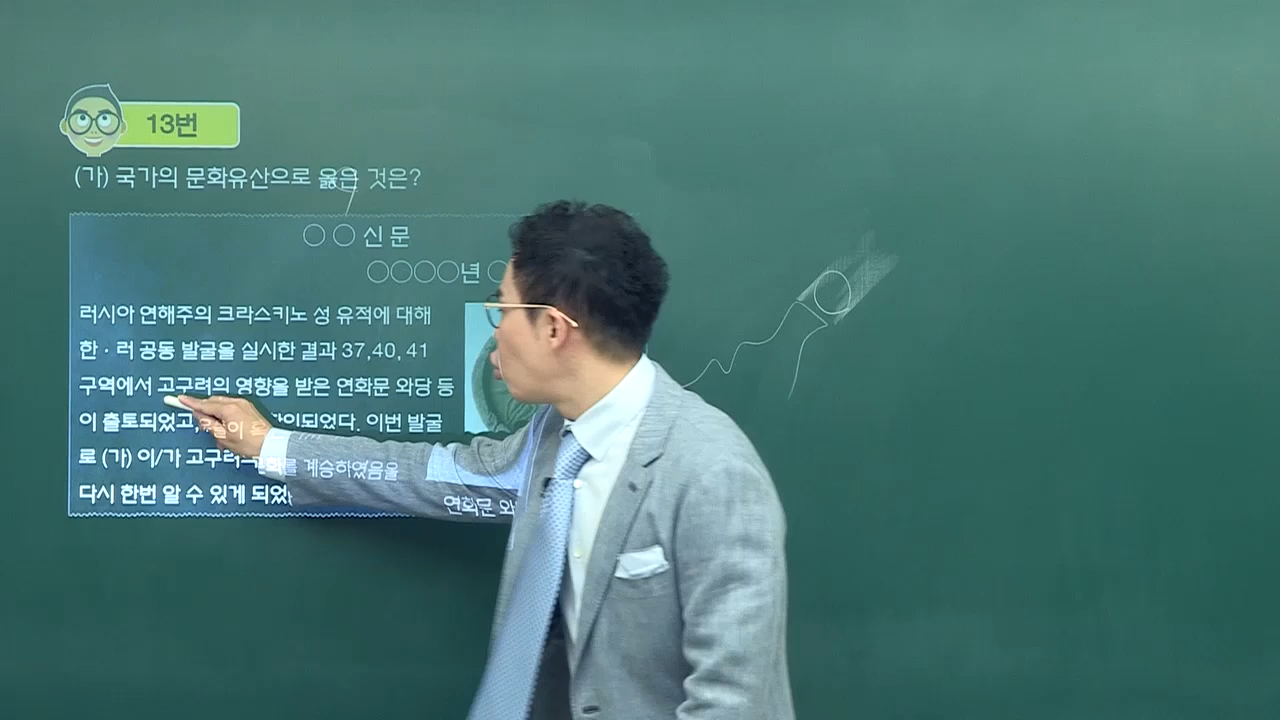 13번
(가) 국가의 문화유산으로 옳은 것은?
○○신문
○○○○년 ○
러시아 연해주의 크라스키노 성 유적에 대해
한·러 공동 발굴을 실시한 결과 37, 40, 41
구역에서 고구려의 영향을 받은 연화문 와당 등
이 출토되었고, 이번 발굴
로 (가) 이/가 고구려 계승하였음을
다시 한번 알 수 있게 되었
연화문